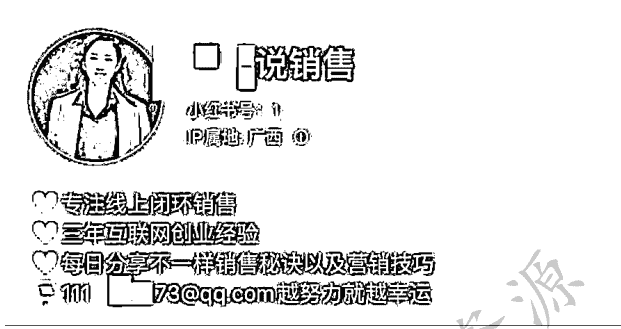 说销售
小红书号: 1
IP属地:广西
专注线上闭环销售
三年互联网创业经验
每日分享不一样销售秘诀以及营销技巧
111 73@qq.com越努力就越幸运
源